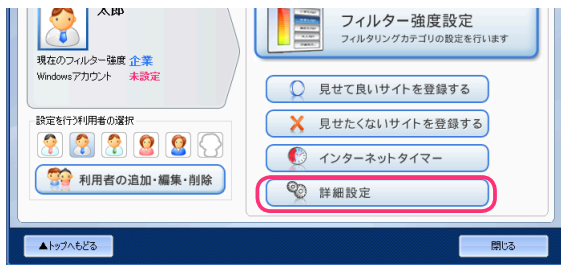 太郎
現在のフィルター強度 企業
Windowsアカウント 未設定
設定を行う利用者の選択
利用者の追加・編集・削除
フィルター強度設定
フィルタリングカテゴリの設定を行います
見せて良いサイトを登録する
見せたくないサイトを登録する
インターネットタイマー
詳細設定
▲トップへもどる
閉じる